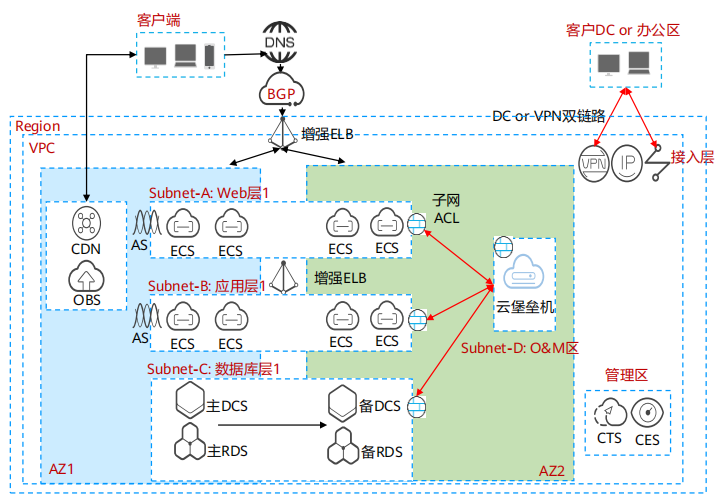 客户端
DNS
BGP
客户DC or 办公区
DC or VPN双链路
Region
增强ELB
VPC
VPN
IP
接入层
Subnet-A: Web层1
子网
ACL
AS
ECS
ECS
ECS
ECS
CDN
OBS
增强ELB
云堡垒机
Subnet-B: 应用层1
AS
ECS
ECS
ECS
ECS
Subnet-D: O&M区
Subnet-C: 数据库层1
主DCS
备DCS
主RDS
备RDS
管理区
CTS
CES
AZ1
AZ2